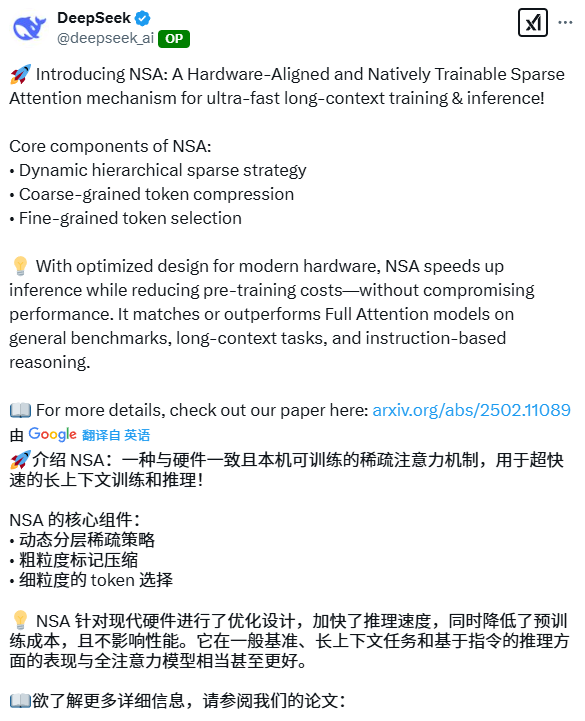 DeepSeek
@deepseek_ai OP
🚀 Introducing NSA: A Hardware-Aligned and Natively Trainable Sparse
Attention mechanism for ultra-fast long-context training & inference!
Core components of NSA:
• Dynamic hierarchical sparse strategy
• Coarse-grained token compression
• Fine-grained token selection
💡 With optimized design for modern hardware, NSA speeds up
inference while reducing pre-training costs—without compromising
performance. It matches or outperforms Full Attention models on
general benchmarks, long-context tasks, and instruction-based
reasoning.
📖 For more details, check out our paper here: arxiv.org/abs/2502.11089
由 Google 翻译自 英语
🚀介绍 NSA：一种与硬件一致且本机可训练的稀疏注意力机制，用于超快
速的长上下文训练和推理！
NSA 的核心组件：
• 动态分层稀疏策略
• 粗粒度标记压缩
• 细粒度的 token 选择
💡 NSA 针对现代硬件进行了优化设计，加快了推理速度，同时降低了预训
练成本，且不影响性能。它在一般基准、长上下文任务和基于指令的推理方
面的表现与全注意力模型相当甚至更好。
📖欲了解更多详细信息，请参阅我们的论文：